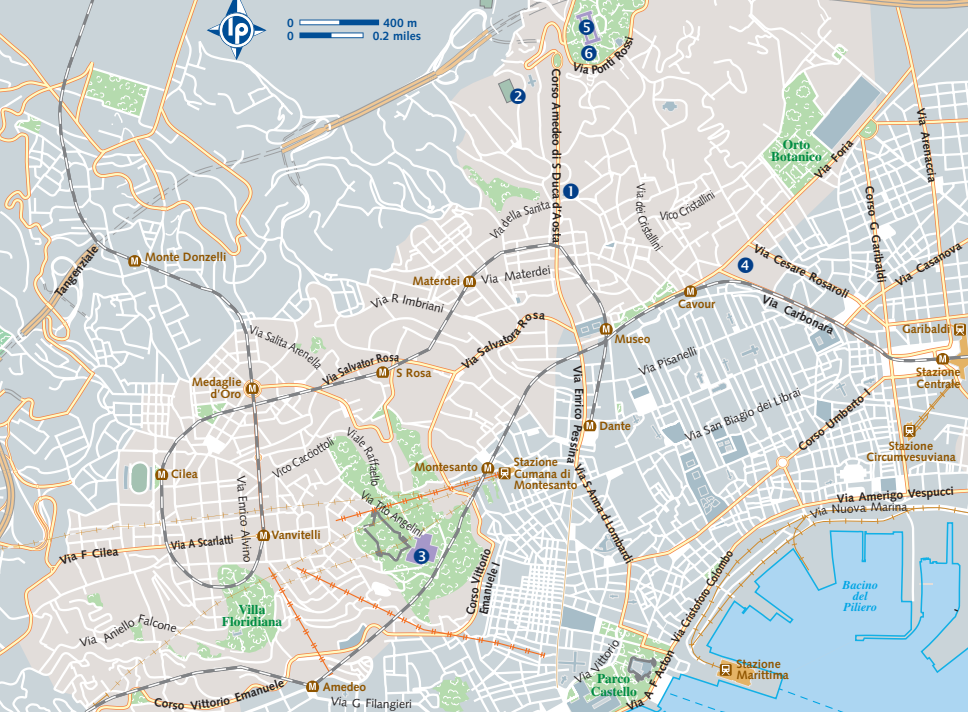 lp
0 400 m
0 0.2 miles
5
6
Via Ponti Rossi
2
Corso Amedeo di S Duca d'Aosta
Orto
Botanico
Via Foria
Via Arenaccia
1
Via della Sanita
Via dei Cristallini
Vico Cristallini
Corso G Garibaldi
Tangenziale
M Monte Donzelli
Materdei M
Via Materdei
4
Via Cesare Rosaroli
Via Casanova
Via R Imbriani
M
Cavour
Via Carbonara
Via Salita Arenella
Via Salvatora Rosa
M
Museo
Garibaldi
Via Salvator Rosa
Via Pisanelli
M
Stazione
Centrale
M S Rosa
Medaglie
d'Oro
M
Via Enrico Pessina
Via San Biagio dei Librai
Corso Umberto I
M Dante
Stazione
Circumvesuviana
Vico Cacciottoli
Viale Raffaello
Montesanto M
Stazione
Cumana di
Montesanto
M Cilea
Via Enrico Alvino
Via Tito Angelini
Via S Anna d Lombardi
Via Amerigo Vespucci
Via Nuova Marina
Via F Cilea
Via A Scarlatti
M Vanvitelli
3
Corso Vittorio
Emanuele I
Via Cristoforo Colombo
Bacino
del
Piliero
Villa
Floridiana
Via Aniello Falcone
Via Vittorio
Parco
Castello
Via A F Acton
Stazione
Marittima
M Amedeo
Corso Vittorio Emanuele
Via G Filangieri